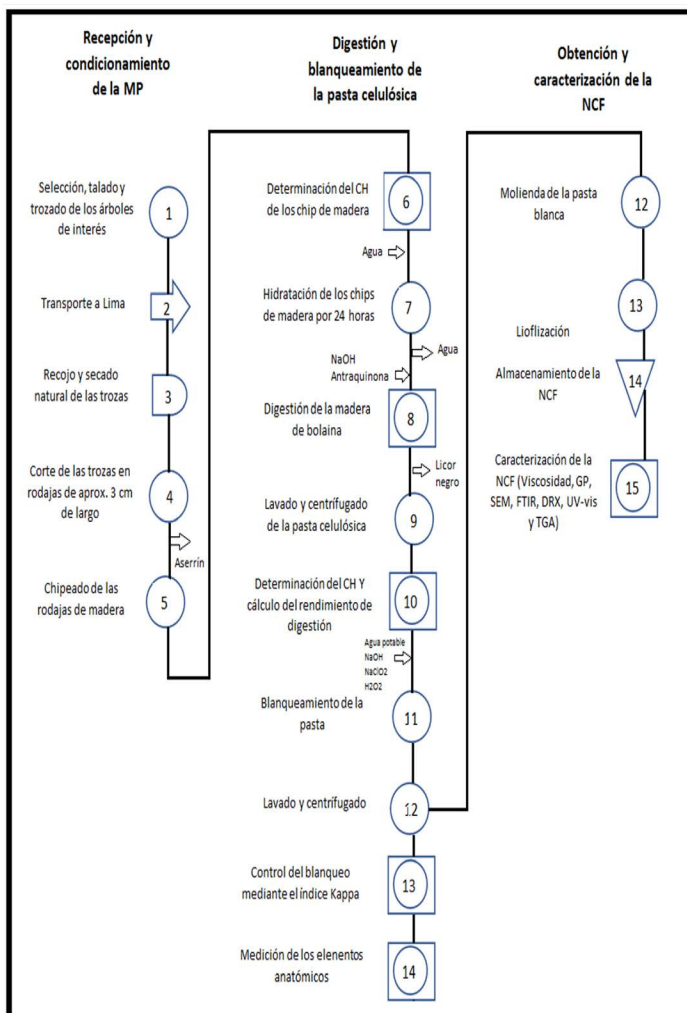 Recepción y
condicionamiento
de la MP
Selección, talado y
trozado de los árboles
de interés
1
Transporte a Lima
2
Recojo y secado
natural de las trozas
3
Corte de las trozas en
rodajas de aprox. 3 cm
de largo
4
Aserrín
Chipeado de las
rodajas de madera
5
Digestión y
blanqueamiento de
la pasta celulósica
Determinación del CH
de los chip de madera
6
Agua
Hidratación de los chips
de madera por 24 horas
7
Agua
NaOH
Antraquinona
Digestión de la madera
de bolaina
8
Licor
negro
Lavado y centrífugado
de la pasta celulósica
9
Determinación del CH Y
cálculo del rendimiento de
digestión
10
Agua potable
NaOH
NaClO2
H2O2
Blanqueamiento de la
pasta
11
Lavado y centrífugado
12
Control del blanqueo
mediante el índice Kappa
13
Medición de los elenentos
anatómicos
14
Obtención y
caracterización de la
NCF
Molienda de la pasta
blanca
12
13
Lioflización
Almacenamiento de la
NCF
14
Caracterización de la
NCF (Viscosidad, GP,
SEM, FTIR, DRX, UV-vis
y TGA)
15